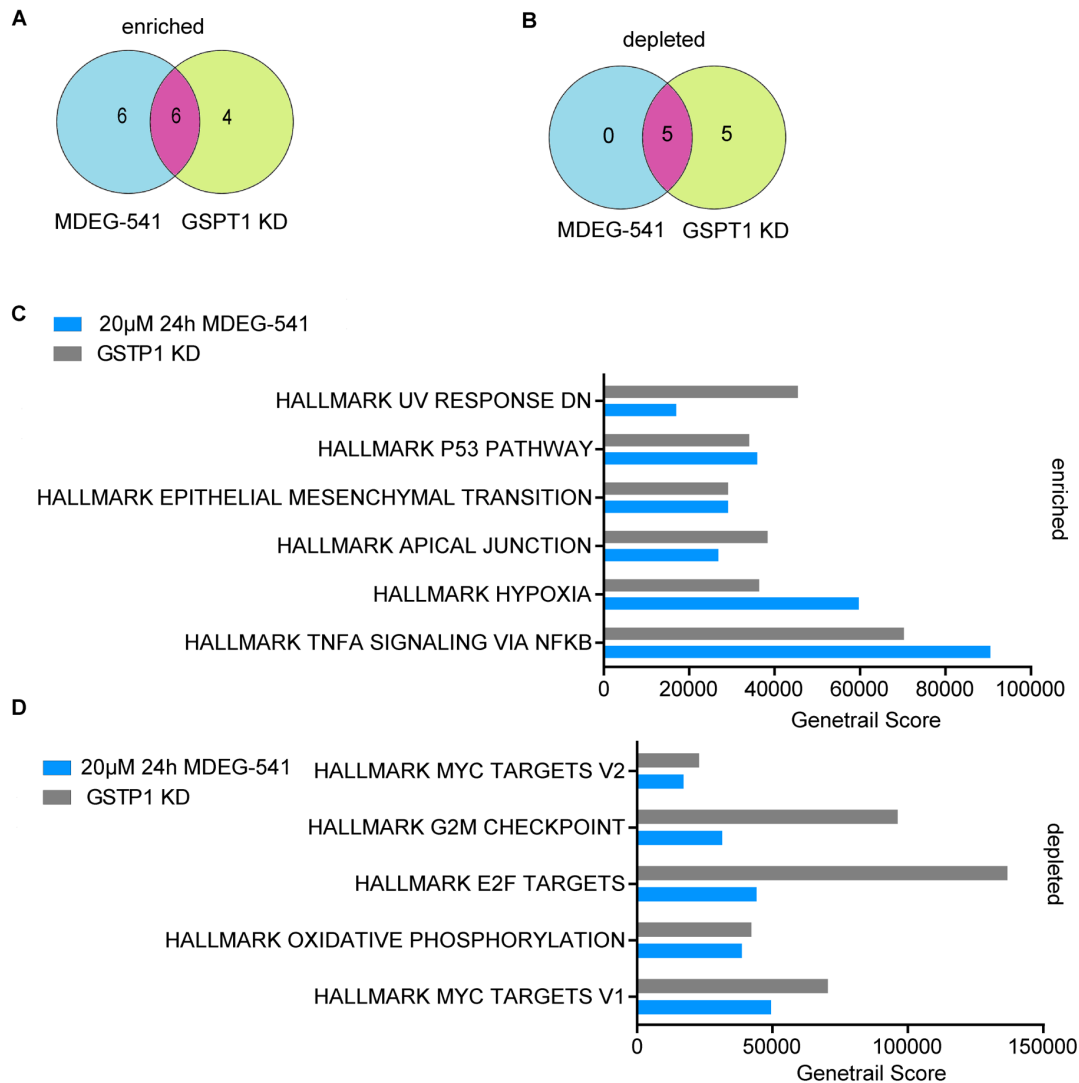 A
enriched
6 6 4
MDEG-541 GSPT1 KD
B
depleted
0 5 5
MDEG-541 GSPT1 KD
C
20µM 24h MDEG-541
GSTP1 KD
HALLMARK UV RESPONSE DN
HALLMARK P53 PATHWAY
HALLMARK EPITHELIAL MESENCHYMAL TRANSITION
HALLMARK APICAL JUNCTION
HALLMARK HYPOXIA
HALLMARK TNFA SIGNALING VIA NFKB
enriched
0 20000 40000 60000 80000 100000
Genetrail Score
D
20µM 24h MDEG-541
GSTP1 KD
HALLMARK MYC TARGETS V2
HALLMARK G2M CHECKPOINT
HALLMARK E2F TARGETS
HALLMARK OXIDATIVE PHOSPHORYLATION
HALLMARK MYC TARGETS V1
depleted
0 50000 100000 150000
Genetrail Score